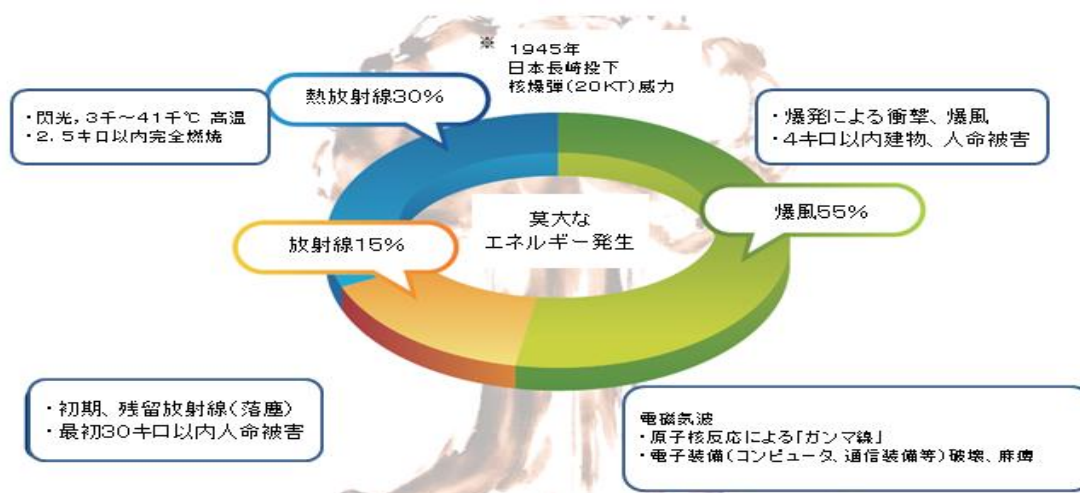 ※ 1945年
日本長崎投下
核爆弾(20KT)威力
熱放射線30%
・閃光，3千～41千℃ 高温
・2.5キロ以内完全燃焼
・爆発による衝撃、爆風
・4キロ以内建物、人命被害
爆風55%
莫大な
エネルギー発生
放射線15%
・初期、残留放射線(落塵)
・最初30キロ以内人命被害
電磁気波
・原子核反応による「ガンマ線」
・電子装備(コンピュータ、通信装備等)破壊、麻痺